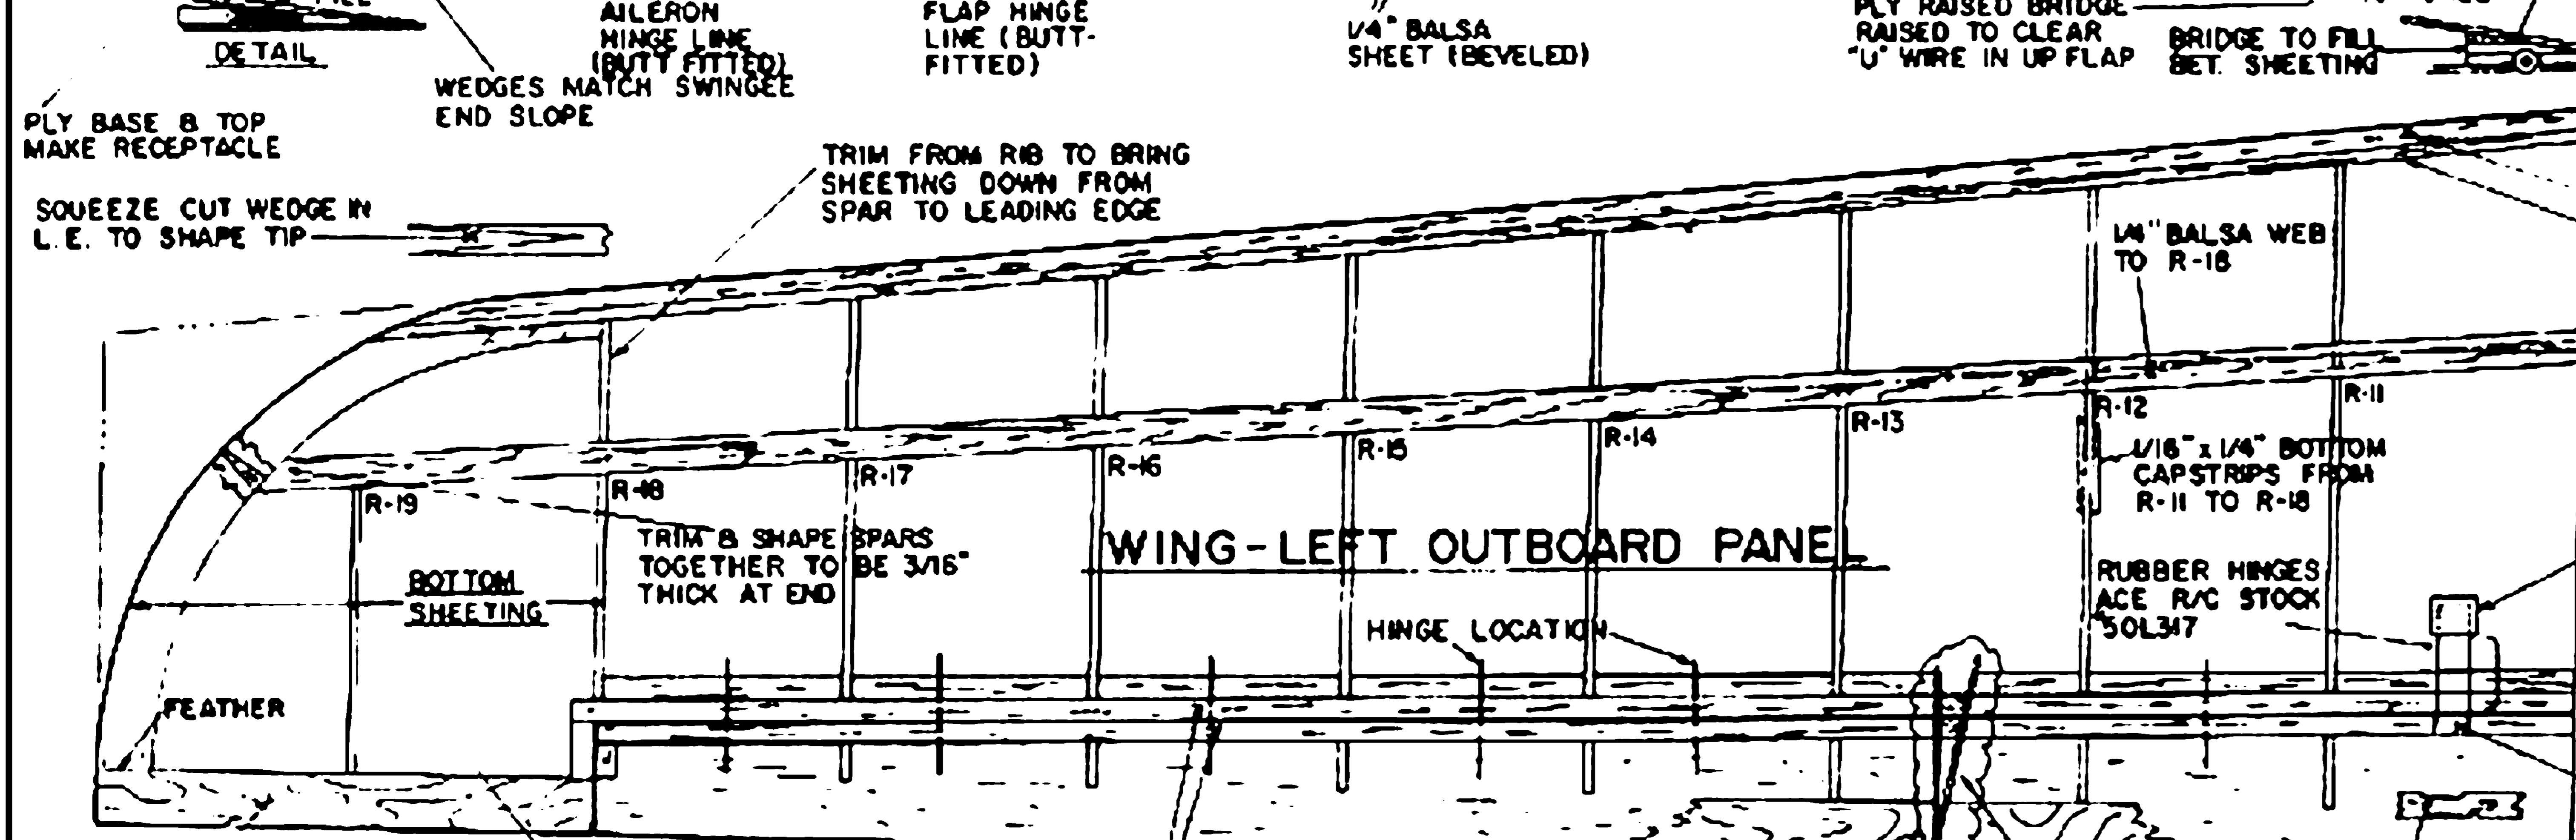 DETAIL
AILERON
HINGE LINE
(BUTT FITTED)
FLAP HINGE
LINE (BUTT-
FITTED)
1/4" BALSA
SHEET (BEVELED)
PLY RAISED BRIDGE
RAISED TO CLEAR
"U" WIRE IN UP FLAP
BRIDGE TO FILL
BET. SHEETING
WEDGES MATCH SWINGEE
END SLOPE
PLY BASE & TOP
MAKE RECEPTACLE
SQUEEZE CUT WEDGE IN
L.E. TO SHAPE TIP
TRIM FROM RIB TO BRING
SHEETING DOWN FROM
SPAR TO LEADING EDGE
1/4" BALSA WEB
TO R-18
R-11
R-12
R-13
R-14
R-15
R-16
R-17
R-18
R-19
1/16" x 1/4" BOTTOM
CAPSTRIPS FROM
R-11 TO R-18
TRIM & SHAPE SPARS
TOGETHER TO BE 3/16"
THICK AT END
WING-LEFT OUTBOARD PANEL
BOTTOM
SHEETING
RUBBER HINGES
ACE R/C STOCK
50L317
HINGE LOCATION
FEATHER